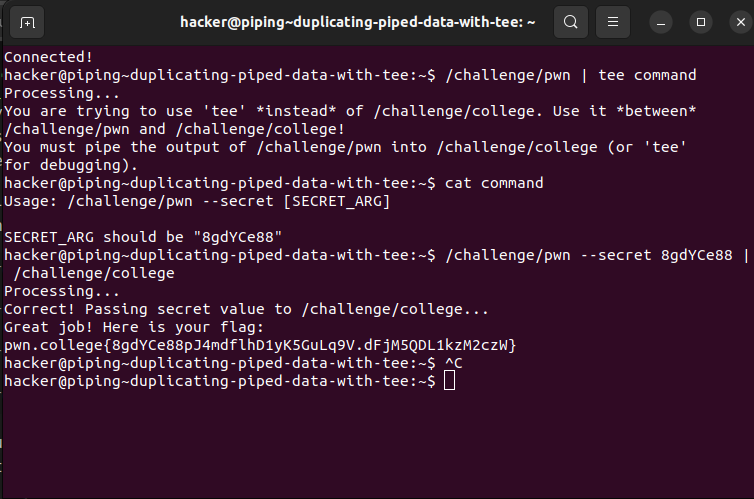 hacker@piping~duplicating-piped-data-with-tee: ~
Connected!
hacker@piping~duplicating-piped-data-with-tee:~$ /challenge/pwn | tee command
Processing...
You are trying to use 'tee' *instead* of /challenge/college. Use it *between*
/challenge/pwn and /challenge/college!
You must pipe the output of /challenge/pwn into /challenge/college (or 'tee'
for debugging).
hacker@piping~duplicating-piped-data-with-tee:~$ cat command
Usage: /challenge/pwn --secret [SECRET_ARG]
SECRET_ARG should be "8gdYCe88"
hacker@piping~duplicating-piped-data-with-tee:~$ /challenge/pwn --secret 8gdYCe88 |
/challenge/college
Processing...
Correct! Passing secret value to /challenge/college...
Great job! Here is your flag:
pwn.college{8gdYCe88pJ4mdflhD1yK5GuLq9V.dFjM5QDL1kzM2czW}
hacker@piping~duplicating-piped-data-with-tee:~$ ^C
hacker@piping~duplicating-piped-data-with-tee:~$